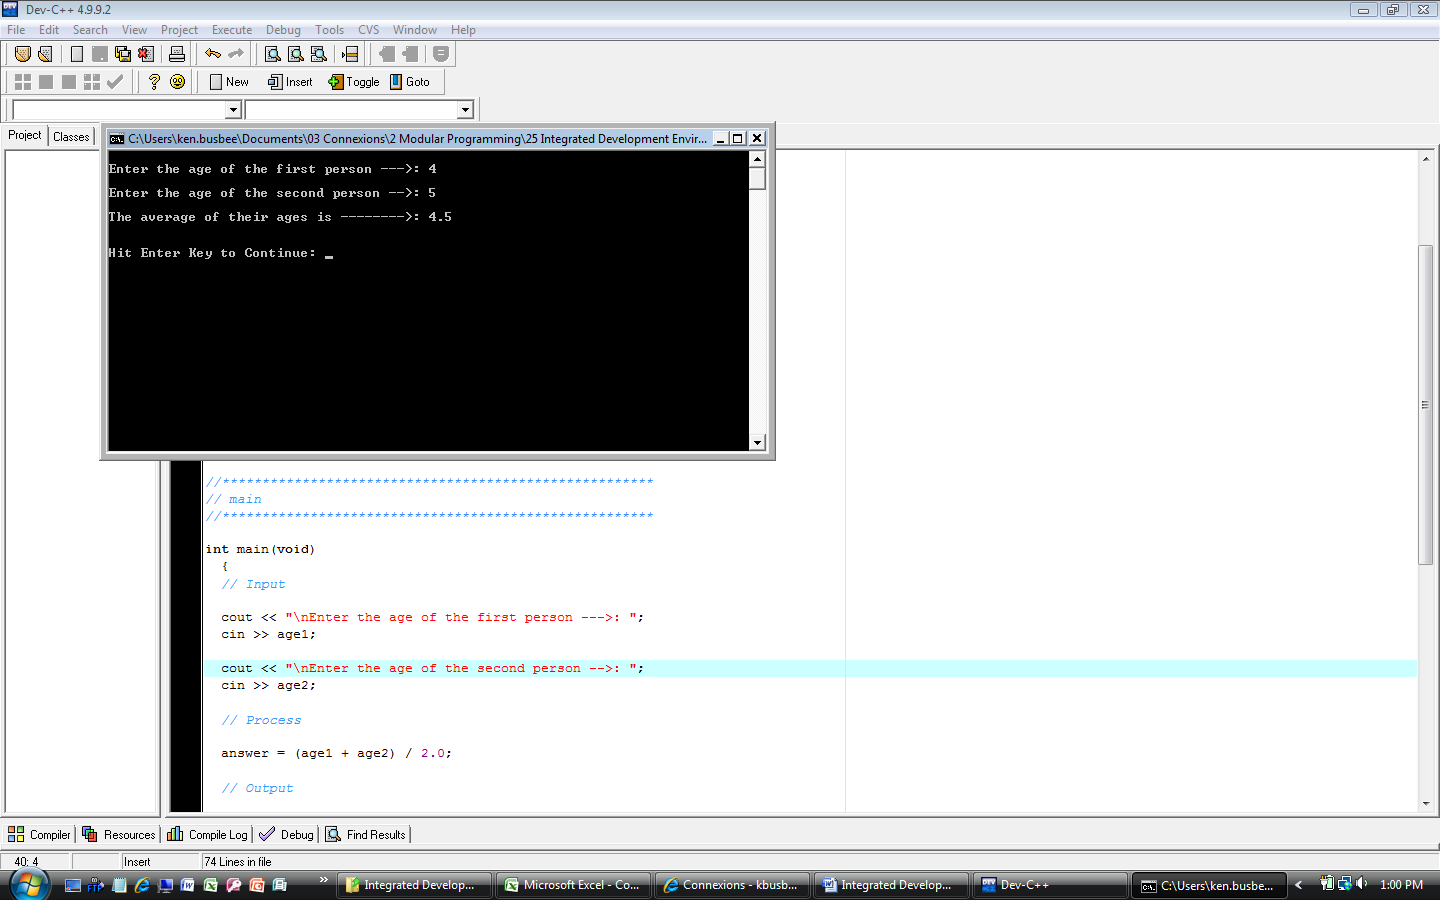 Dev-C++ 4.9.9.2
File Edit Search View Project Execute Debug Tools CVS Window Help
New Insert Toggle Goto
Project Classes
C:\Users\ken.busbee\Documents\03 Connexions\2 Modular Programming\25 Integrated Development Envir...
Enter the age of the first person --->: 4
Enter the age of the second person -->: 5
The average of their ages is -------->: 4.5
Hit Enter Key to Continue: _
//******************************************************
// main
//******************************************************
int main(void)
{
// Input
cout << "\nEnter the age of the first person --->: ";
cin >> age1;
cout << "\nEnter the age of the second person -->: ";
cin >> age2;
// Process
answer = (age1 + age2) / 2.0;
// Output
Compiler Resources Compile Log Debug Find Results
40: 4 Insert 74 Lines in file
FTP » Integrated Develop... Microsoft Excel - Co... Connexions - kbusb... Integrated Develop... Dev-C++ C:\Users\ken.busbe... < 1:00 PM